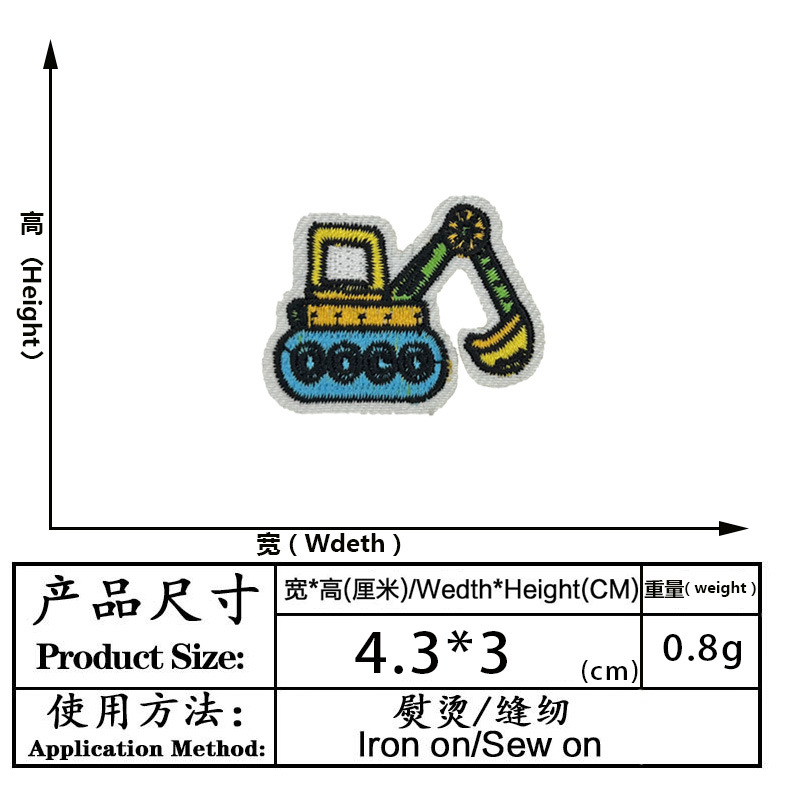 高
(Height)
宽 ( Wdeth )
产品尺寸
Product Size:
宽*高(厘米)/Wedth*Height(CM)
重量( weight )
4.3*3
(cm)
0.8g
使用方法:
Application Method:
熨烫/缝纫
Iron on/Sew on